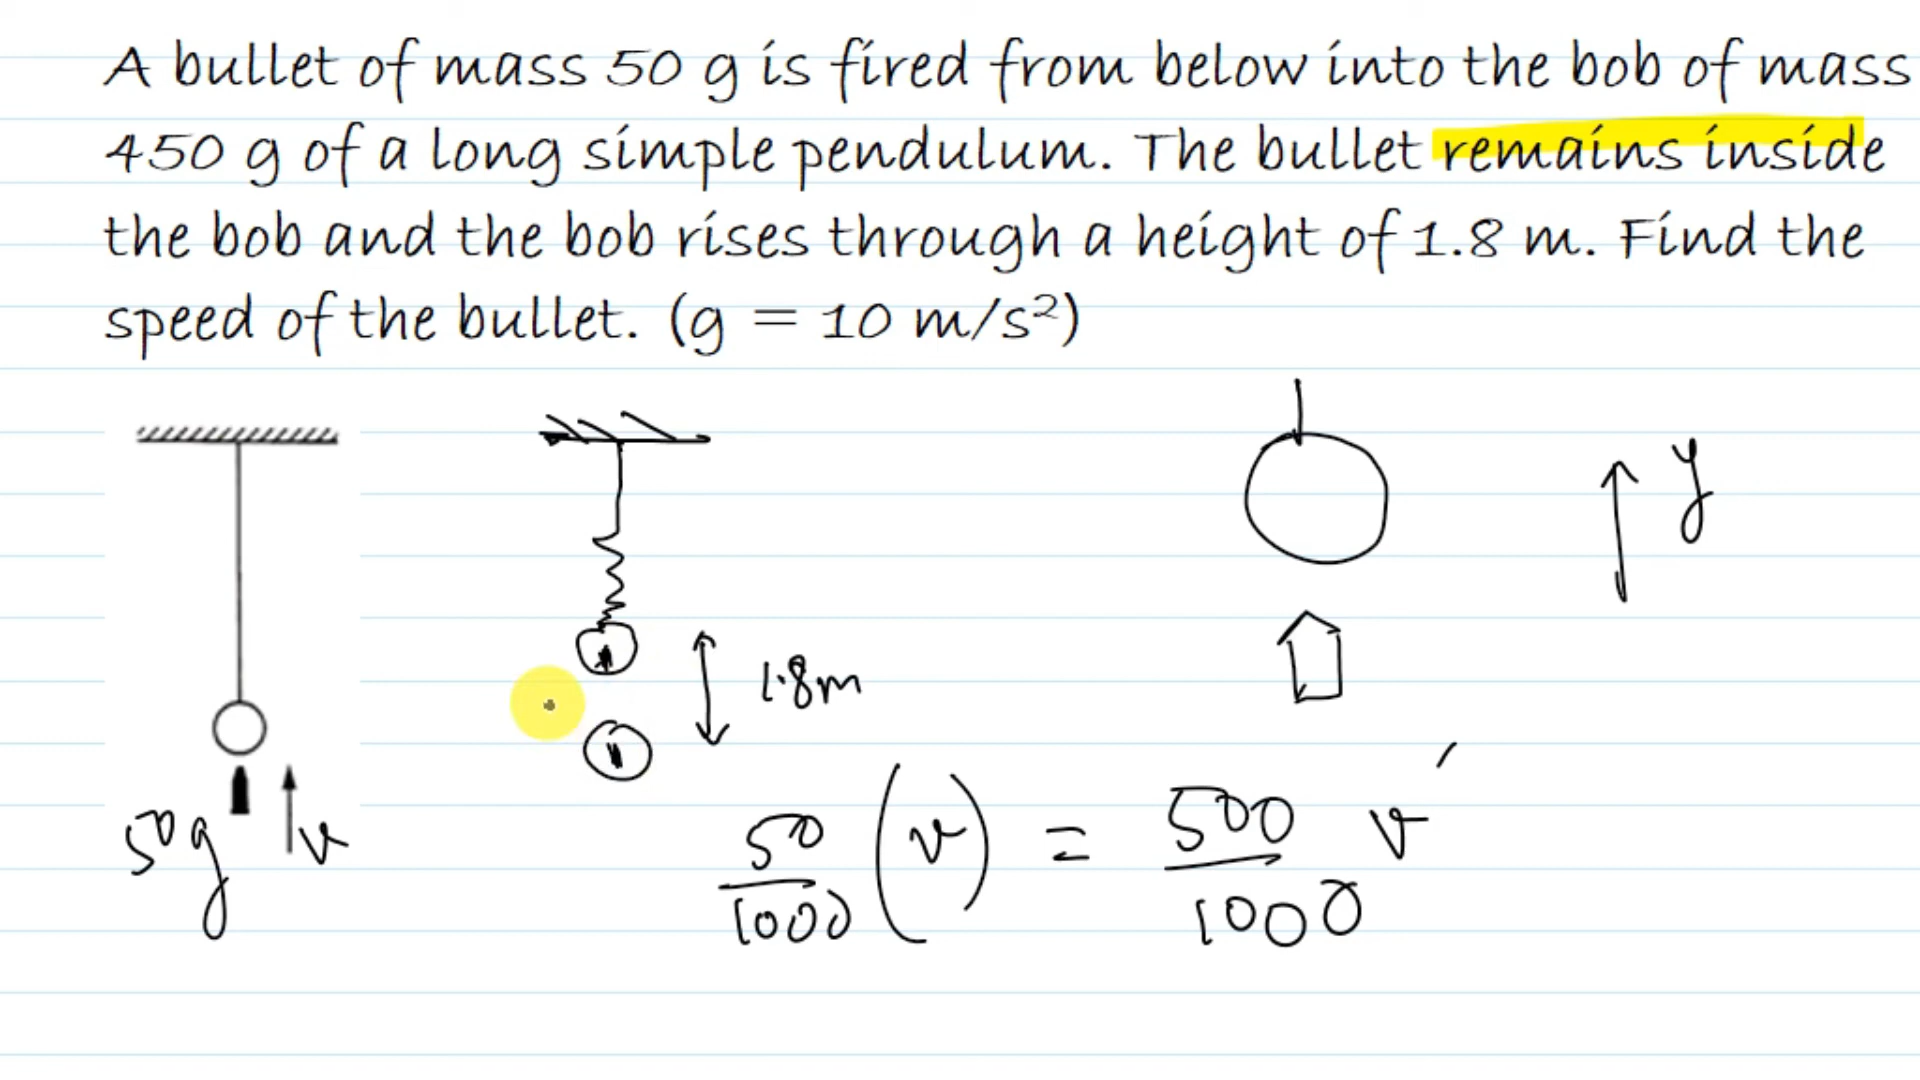 A bullet of mass 50 g is fired from below into the bob of mass
450 g of a long simple pendulum. The bullet remains inside
the bob and the bob rises through a height of 1.8 m. Find the
speed of the bullet. (g = 10 m/s²)
y
1.8m
50g v
50/1000 (v) = 500/1000 v′